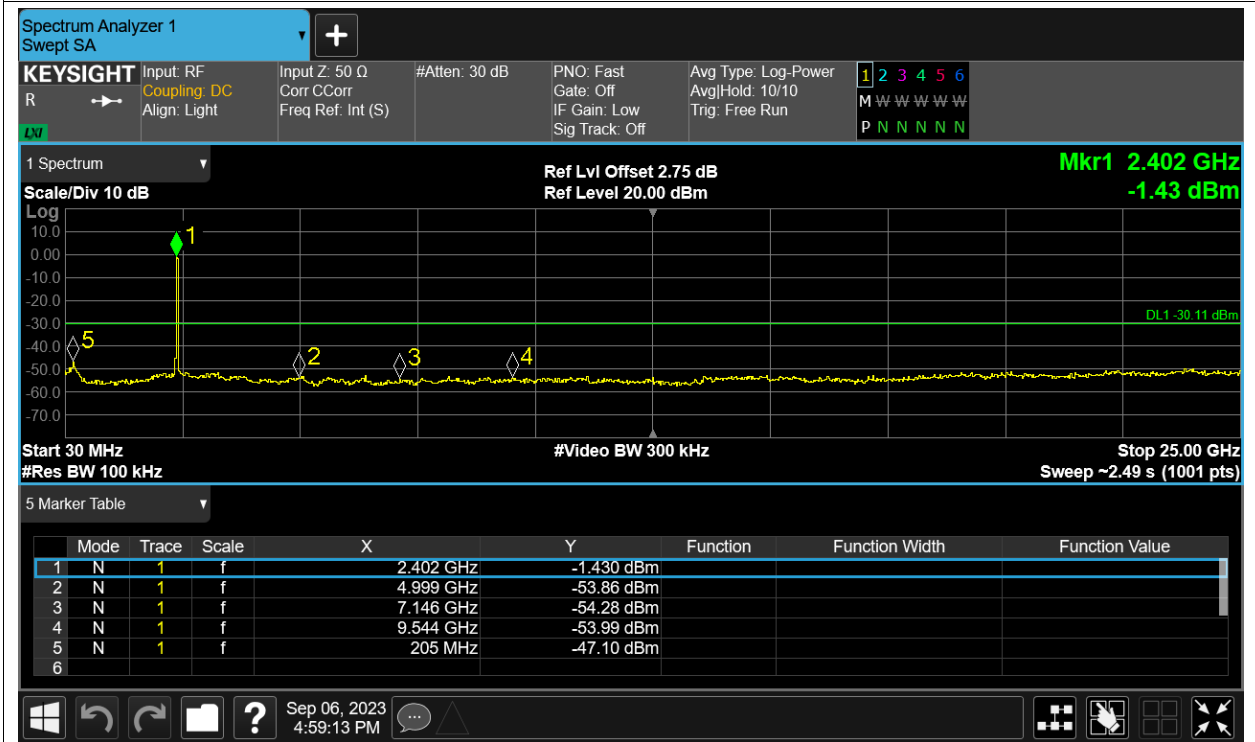 Spectrum Analyzer 1
Swept SA
KEYSIGHT
R
LXI
Input: RF
Coupling: DC
Align: Light
Input Z: 50 Ω
Corr CCorr
Freq Ref: Int (S)
#Atten: 30 dB
PNO: Fast
Gate: Off
IF Gain: Low
Sig Track: Off
Avg Type: Log-Power
Avg|Hold: 10/10
Trig: Free Run
1 2 3 4 5 6
M W W W W W
P N N N N N
1 Spectrum
Scale/Div 10 dB
Ref Lvl Offset 2.75 dB
Ref Level 20.00 dBm
Mkr1 2.402 GHz
-1.43 dBm
Log
10.0
0.00
-10.0
-20.0
-30.0
-40.0
-50.0
-60.0
-70.0
1
5
2
3
4
DL1 -30.11 dBm
Start 30 MHz
#Res BW 100 kHz
#Video BW 300 kHz
Stop 25.00 GHz
Sweep ~2.49 s (1001 pts)
5 Marker Table
Mode Trace Scale X Y Function Function Width Function Value
1 N 1 f 2.402 GHz -1.430 dBm
2 N 1 f 4.999 GHz -53.86 dBm
3 N 1 f 7.146 GHz -54.28 dBm
4 N 1 f 9.544 GHz -53.99 dBm
5 N 1 f 205 MHz -47.10 dBm
6
Sep 06, 2023
4:59:13 PM